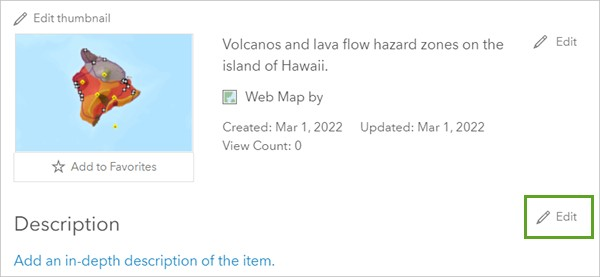 Edit thumbnail
Volcanos and lava flow hazard zones on the
island of Hawaii.
Edit
Web Map by
Created: Mar 1, 2022 Updated: Mar 1, 2022
View Count: 0
Add to Favorites
Description
Edit
Add an in-depth description of the item.